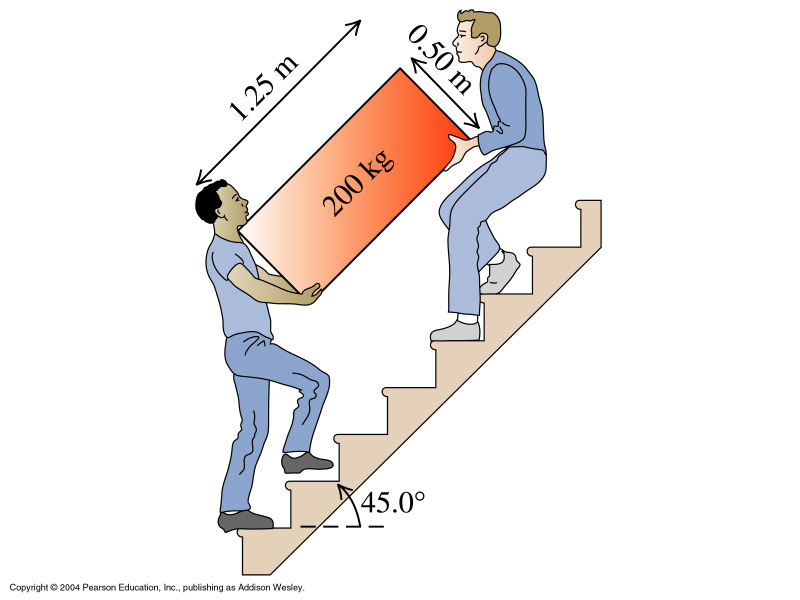 1.25 m
0.50 m
200 kg
45.0°
Copyright © 2004 Pearson Education, Inc., publishing as Addison Wesley.